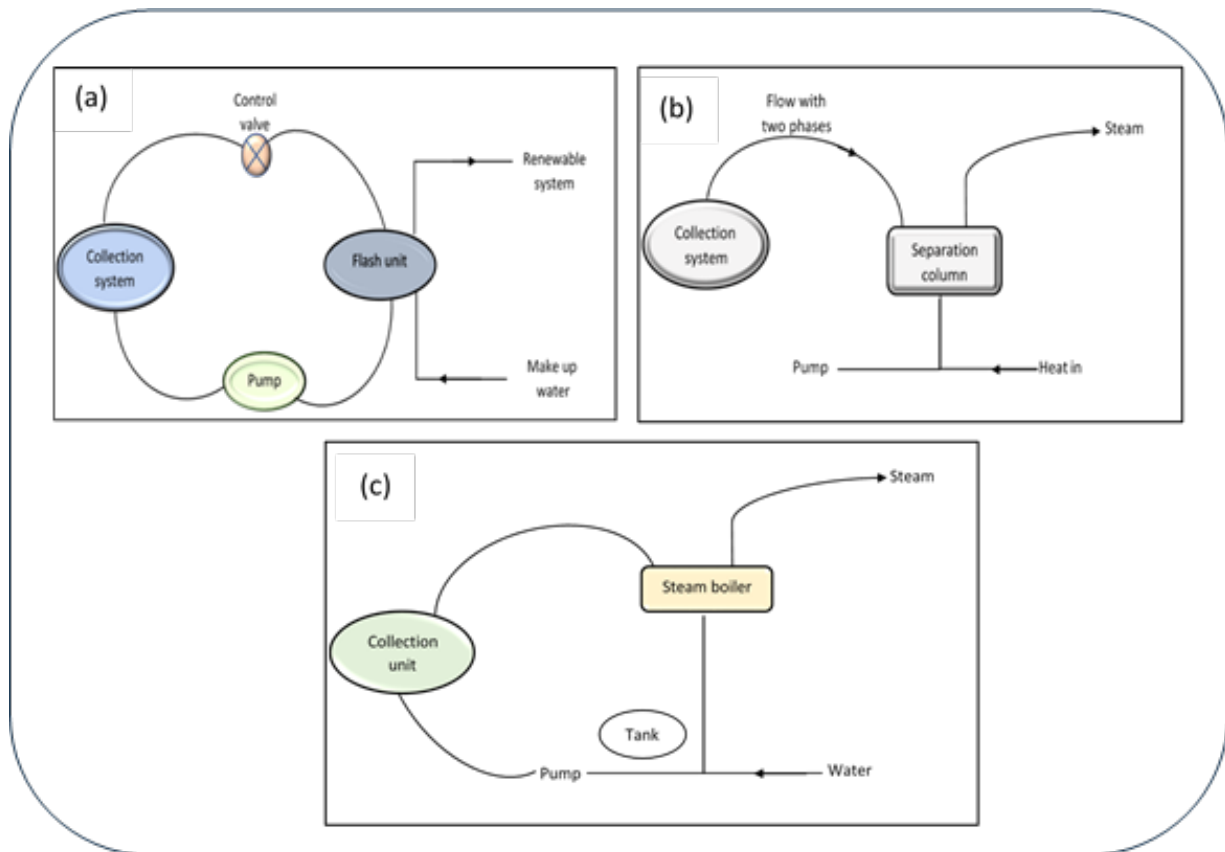 (a)
Control
valve
Collection
system
Flash unit
Renewable
system
Pump
Make up
water
(b)
Flow with
two phases
Steam
Collection
system
Separation
column
Pump
Heat in
(c)
Steam
Steam boiler
Collection
unit
Tank
Pump
Water